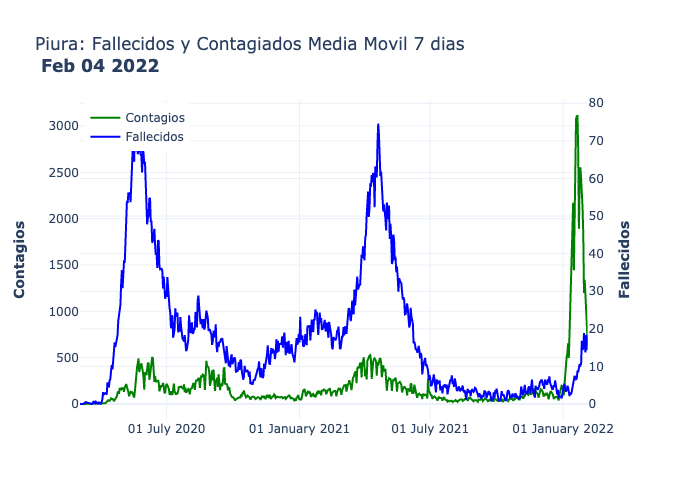 Piura: Fallecidos y Contagiados Media Movil 7 dias
Feb 04 2022
Contagios
Fallecidos
3000
2500
2000
1500
1000
500
0
80
70
60
50
40
30
20
10
0
Contagios
Fallecidos
01 July 2020
01 January 2021
01 July 2021
01 January 2022